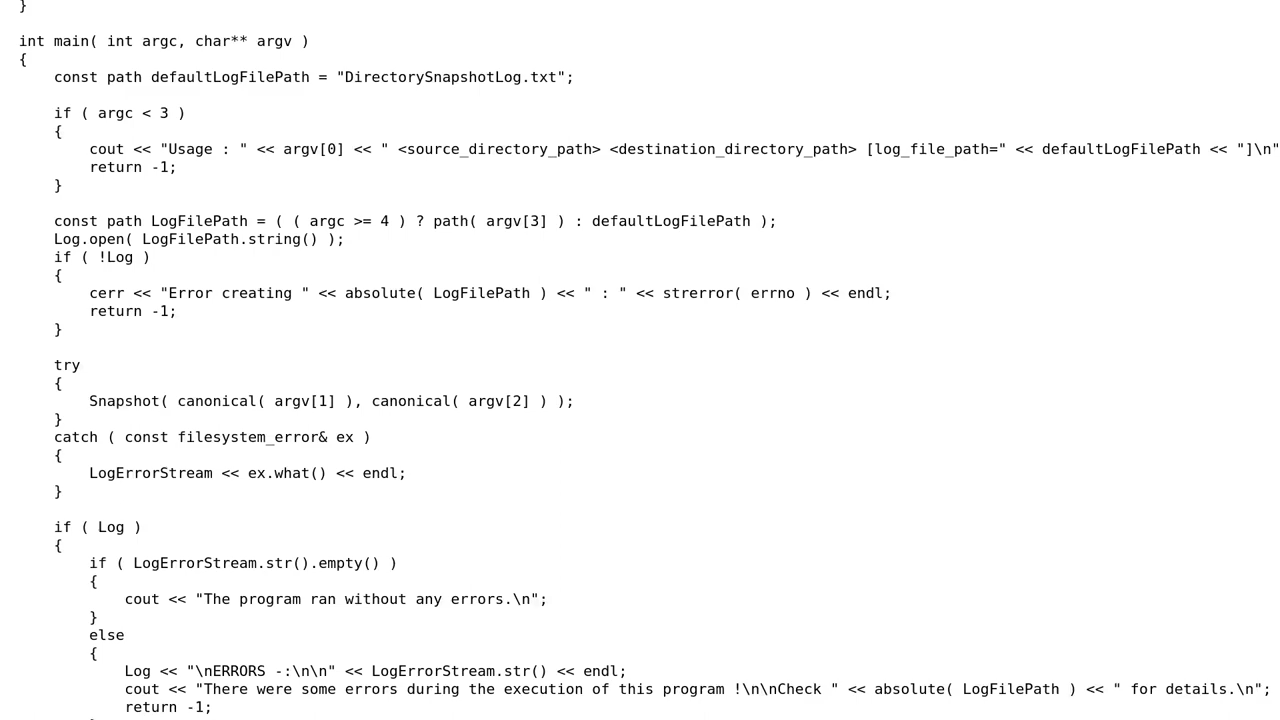 }
int main( int argc, char** argv )
{
    const path defaultLogFilePath = "DirectorySnapshotLog.txt";
    if ( argc < 3 )
    {
        cout << "Usage : " << argv[0] << " <source_directory_path> <destination_directory_path> [log_file_path=" << defaultLogFilePath << "]\n"
        return -1;
    }
    const path LogFilePath = ( ( argc >= 4 ) ? path( argv[3] ) : defaultLogFilePath );
    Log.open( LogFilePath.string() );
    if ( !Log )
    {
        cerr << "Error creating " << absolute( LogFilePath ) << " : " << strerror( errno ) << endl;
        return -1;
    }
    try
    {
        Snapshot( canonical( argv[1] ), canonical( argv[2] ) );
    }
    catch ( const filesystem_error& ex )
    {
        LogErrorStream << ex.what() << endl;
    }
    if ( Log )
    {
        if ( LogErrorStream.str().empty() )
        {
            cout << "The program ran without any errors.\n";
        }
        else
        {
            Log << "\nERRORS -:\n\n" << LogErrorStream.str() << endl;
            cout << "There were some errors during the execution of this program !\n\nCheck " << absolute( LogFilePath ) << " for details.\n";
            return -1;